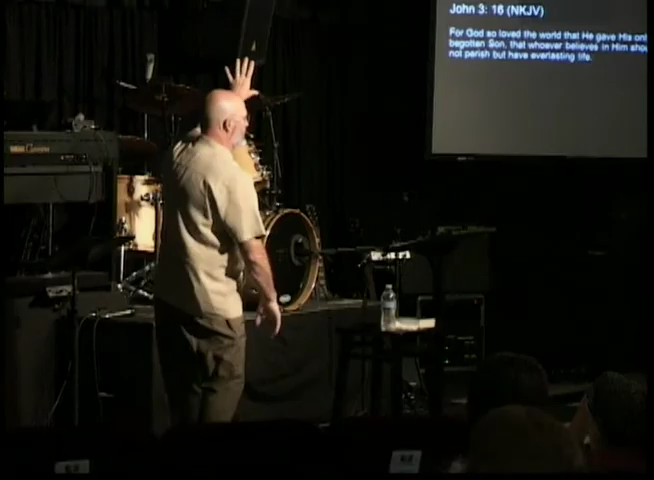 John 3: 16 (NKJV)
For God so loved the world that He gave His
begotten Son, that whoever believes in Him
not perish but have everlasting life.